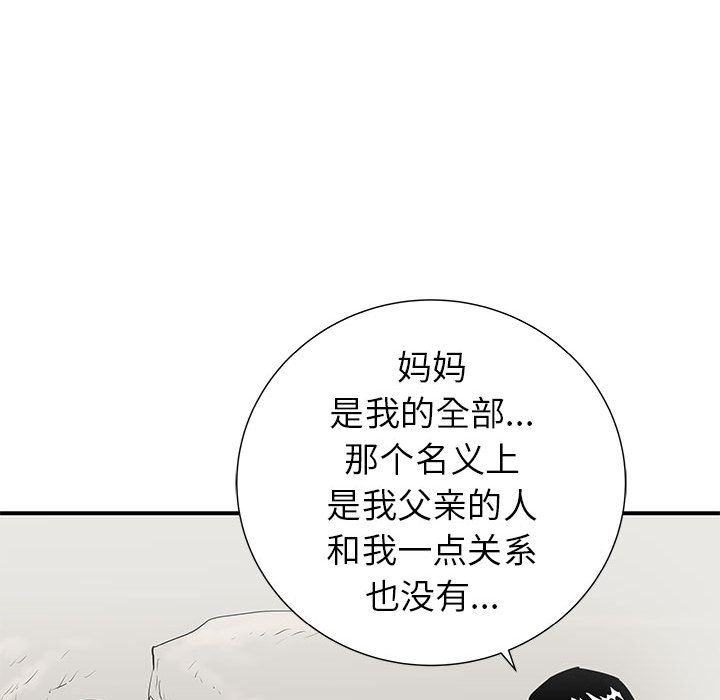 妈妈
是我的全部...
那个名义上
是我父亲的人
和我一点关系
也没有...